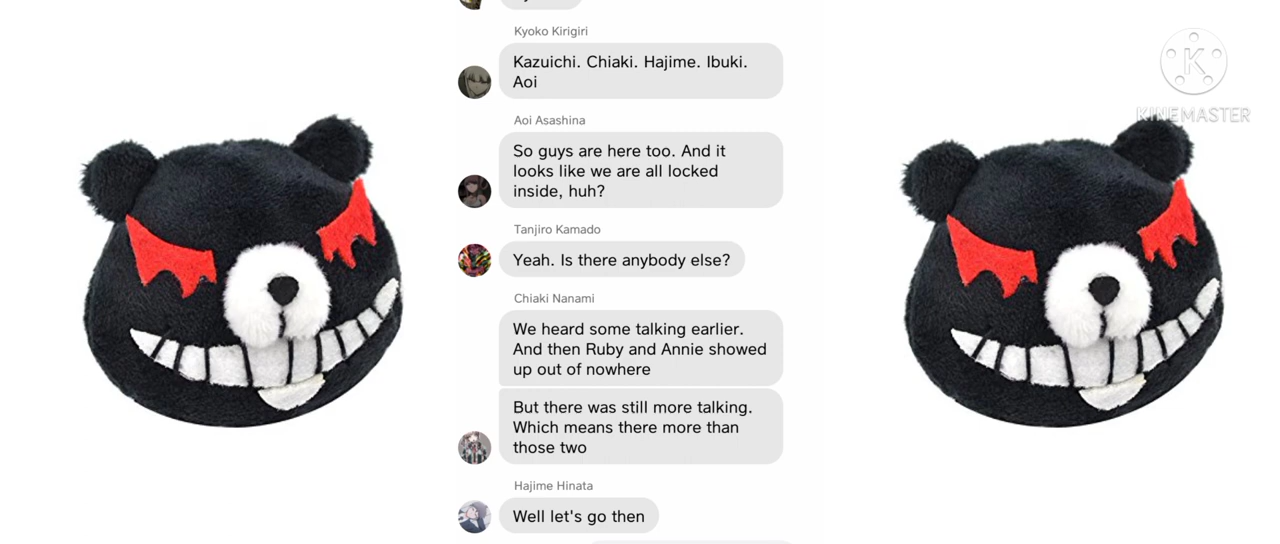 Kyoko Kirigiri
Kazuichi. Chiaki. Hajime. Ibuki.
Aoi
Aoi Asashina
So guys are here too. And it
looks like we are all locked
inside, huh?
Tanjiro Kamado
Yeah. Is there anybody else?
Chiaki Nanami
We heard some talking earlier.
And then Ruby and Annie showed
up out of nowhere
But there was still more talking.
Which means there more than
those two
Hajime Hinata
Well let's go then
K
KINEMASTER